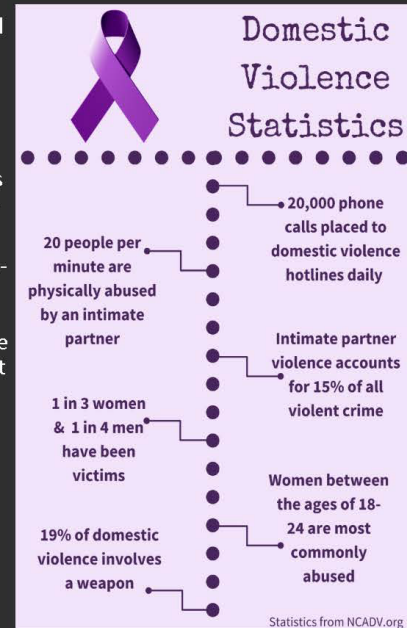 Domestic
Violence
Statistics
20,000 phone
calls placed to
domestic violence
hotlines daily
20 people per
minute are
physically abused
by an intimate
partner
Intimate partner
violence accounts
for 15% of all
violent crime
1 in 3 women
& 1 in 4 men
have been
victims
Women between
the ages of 18-
24 are most
commonly
abused
19% of domestic
violence involves
a weapon
Statistics from NCADV.org